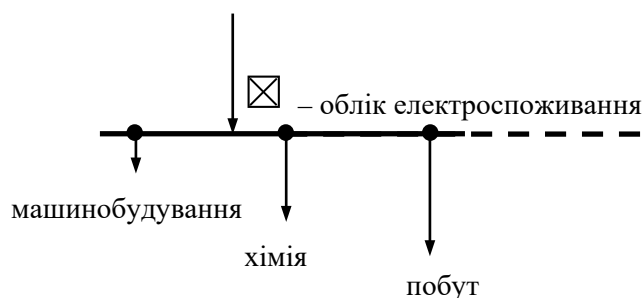 – облік електроспоживання
машинобудування
хімія
побут